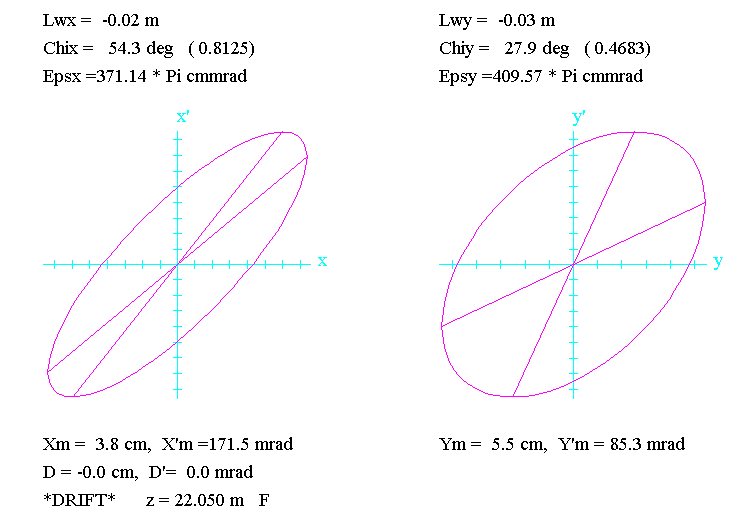 Lwx =  -0.02 m
Chix =   54.3 deg   ( 0.8125)
Epsx =371.14 * Pi cmmrad
Lwy =  -0.03 m
Chiy =   27.9 deg   ( 0.4683)
Epsy =409.57 * Pi cmmrad
x'
x
y'
y
Xm =  3.8 cm,  X'm =171.5 mrad
D = -0.0 cm,  D'=  0.0 mrad
*DRIFT*      z = 22.050 m   F
Ym =  5.5 cm,  Y'm = 85.3 mrad